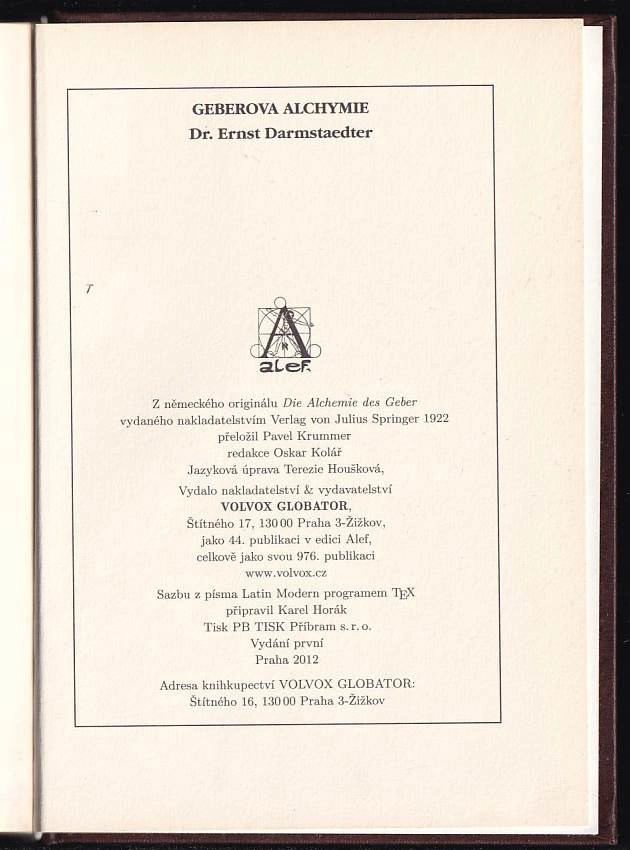 GEBEROVA ALCHYMIE
Dr. Ernst Darmstaedter
A
ALEF
Z německého originálu Die Alchemie des Geber
vydaného nakladatelstvím Verlag von Julius Springer 1922
přeložil Pavel Krummer
redakce Oskar Kolář
Jazyková úprava Terezie Houšková,
Vydalo nakladatelství & vydavatelství
VOLVOX GLOBATOR,
Štítného 17, 130 00 Praha 3-Žižkov,
jako 44. publikaci v edici Alef,
celkově jako svou 976. publikaci
www.volvox.cz
Sazbu z písma Latin Modern programem TEX
připravil Karel Horák
Tisk PB TISK Příbram s. r. o.
Vydání první
Praha 2012
Adresa knihkupectví VOLVOX GLOBATOR:
Štítného 16, 130 00 Praha 3-Žižkov